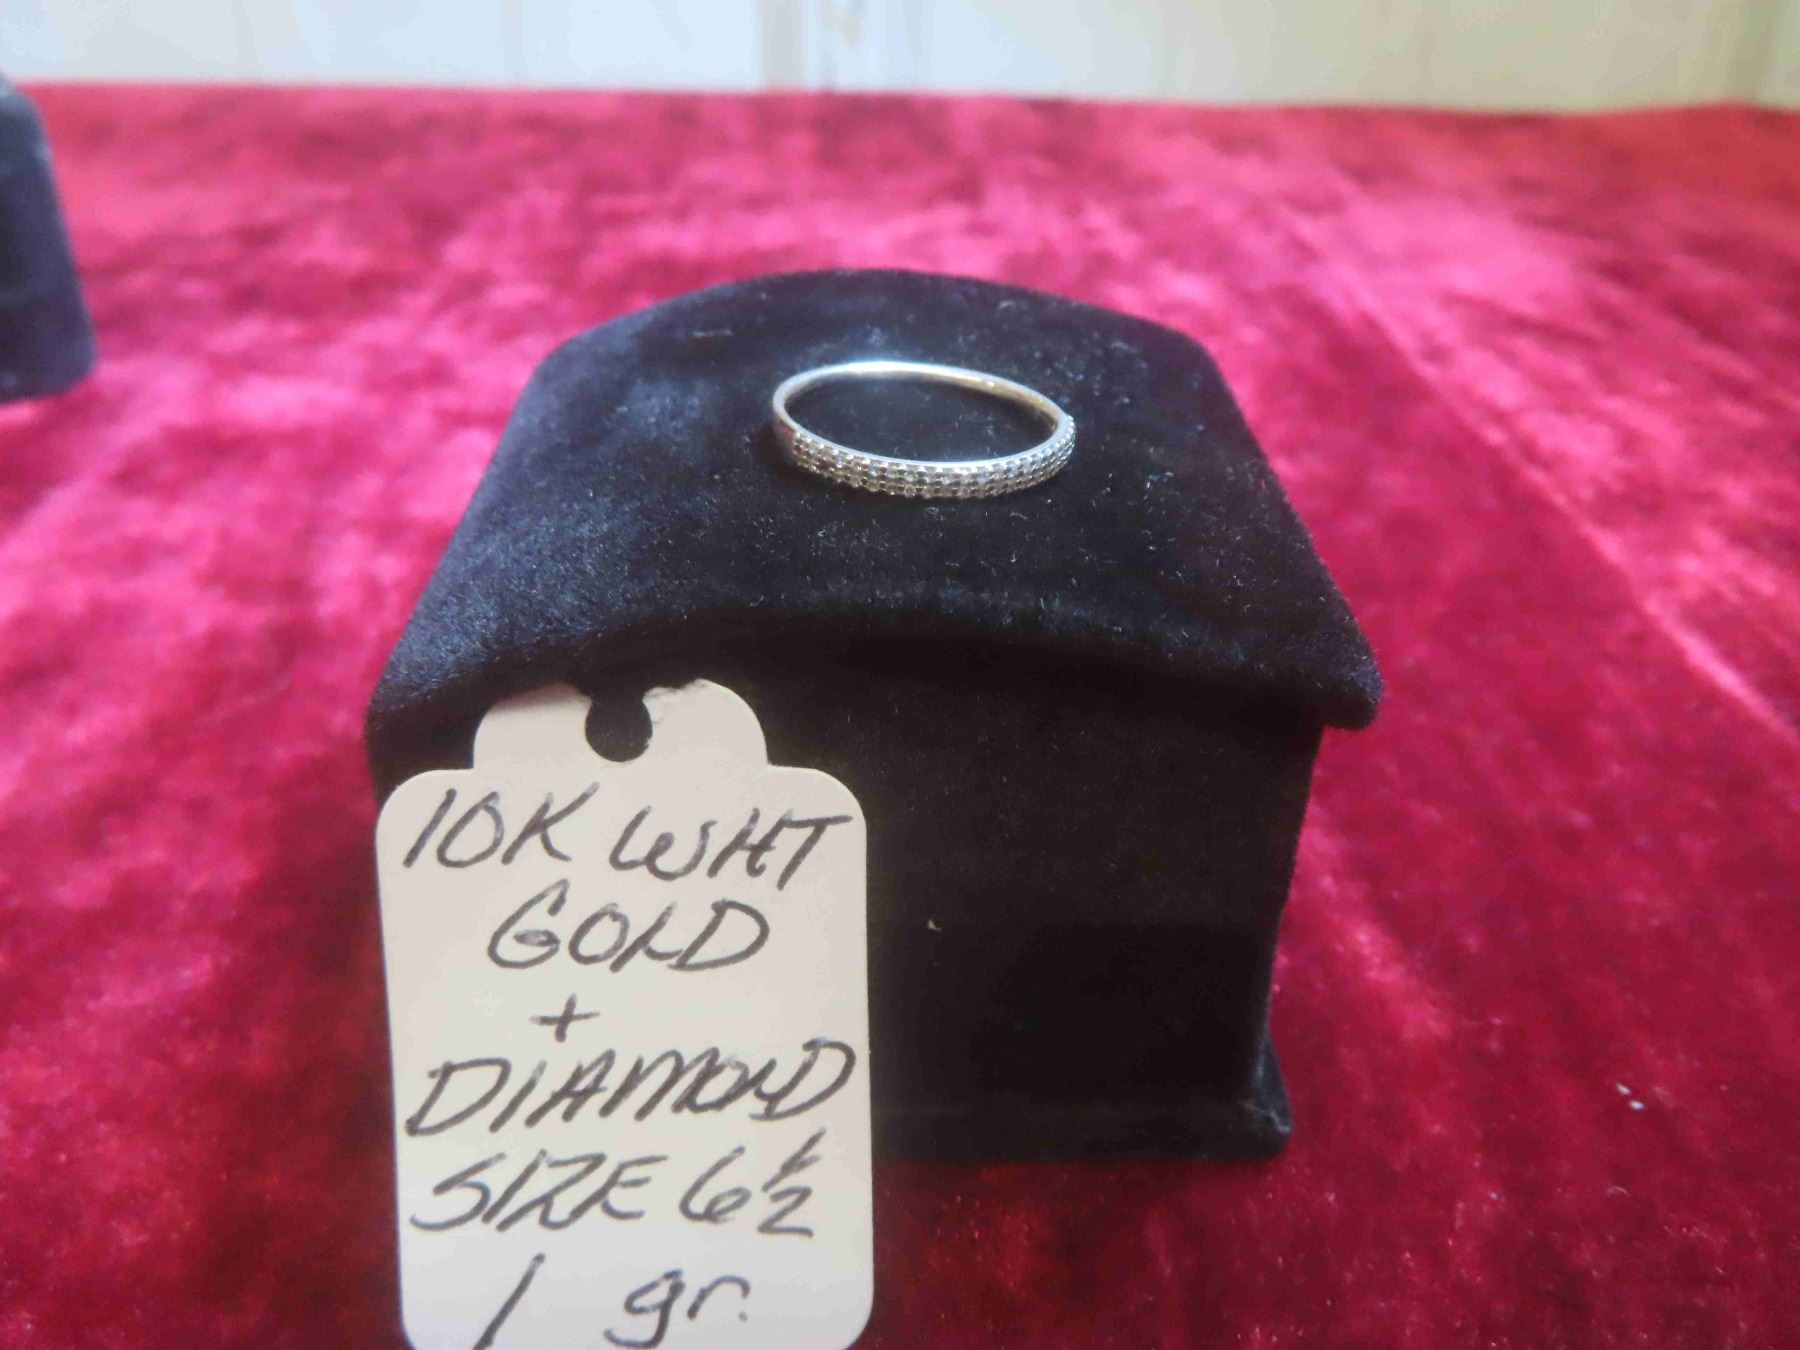 10K WHT
GOLD
+
DIAMOND
SIZE 6½
1 gr.